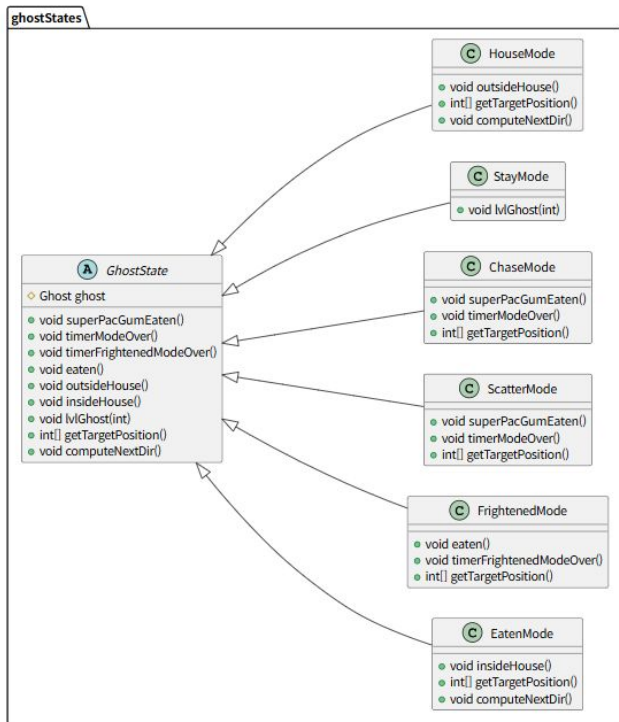 ghostStates
C HouseMode
void outsideHouse()
int[] getTargetPosition()
void computeNextDir()
C StayMode
void lvlGhost(int)
A GhostState
Ghost ghost
void superPacGumEaten()
void timerModeOver()
void timerFrightenedModeOver()
void eaten()
void outsideHouse()
void insideHouse()
void lvlGhost(int)
int[] getTargetPosition()
void computeNextDir()
C ChaseMode
void superPacGumEaten()
void timerModeOver()
int[] getTargetPosition()
C ScatterMode
void superPacGumEaten()
void timerModeOver()
int[] getTargetPosition()
C FrightenedMode
void eaten()
void timerFrightenedModeOver()
int[] getTargetPosition()
C EatenMode
void insideHouse()
int[] getTargetPosition()
void computeNextDir()